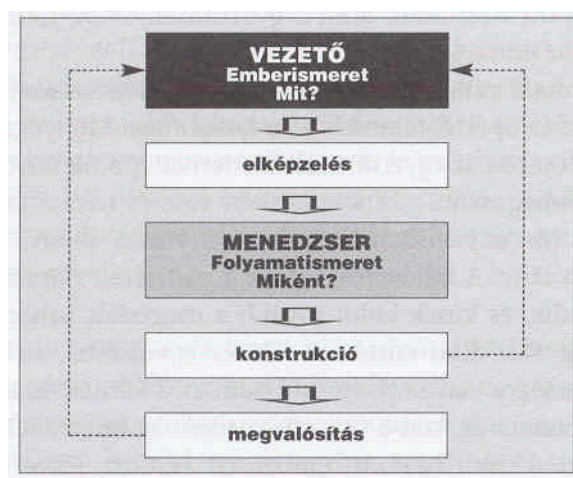 VEZETŐ
Emberismeret
Mit?
elképzelés
MENEDZSER
Folyamatismeret
Miként?
konstrukció
megvalósítás